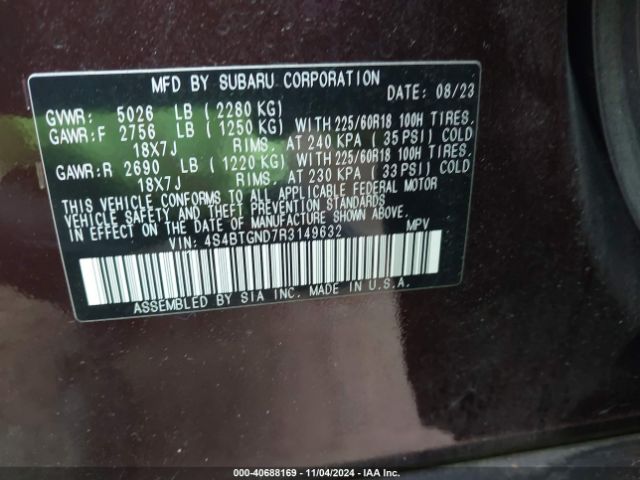 MFD BY SUBARU CORPORATION
DATE: 08/23
GVWR: 5026 LB ( 2280 KG)
GAWR:F 2756 LB ( 1250 KG) WITH 225/60R18 100H TIRES.
18X7J RIMS. AT 240 KPA ( 35 PSI) COLD
GAWR:R 2690 LB ( 1220 KG) WITH 225/60R18 100H TIRES.
18X7J RIMS. AT 230 KPA ( 33 PSI) COLD
THIS VEHICLE CONFORMS TO ALL APPLICABLE FEDERAL MOTOR
VEHICLE SAFETY AND THEFT PREVENTION STANDARDS
IN EFFECT ON THE DATE OF MANUFACTURE SHOWN ABOVE.
VIN: 4S4BTGND7R3149632 MPV
ASSEMBLED BY SIA INC. MADE IN U.S.A.
000-40688169 - 11/04/2024 - IAA Inc.